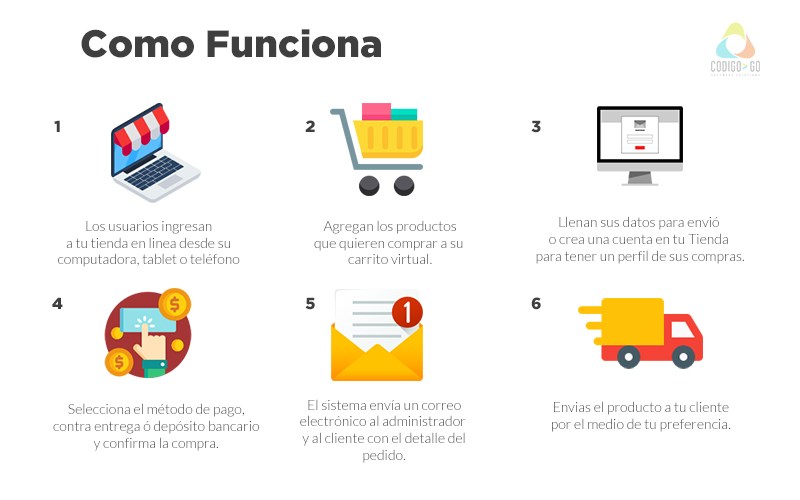 Como Funciona
CODIGO>GO
1
Los usuarios ingresan
a tu tienda en linea desde su
computadora, tablet o teléfono
2
Agregan los productos
que quieren comprar a su
carrito virtual.
3
Llenan sus datos para envió
o crea una cuenta en tu Tienda
para tener un perfil de sus compras.
4
$
$
Selecciona el método de pago,
contra entrega ó depósito bancario
y confirma la compra.
5
1
El sistema envía un correo
electrónico al administrador
y al cliente con el detalle del
pedido.
6
Envias el producto a tu cliente
por el medio de tu preferencia.